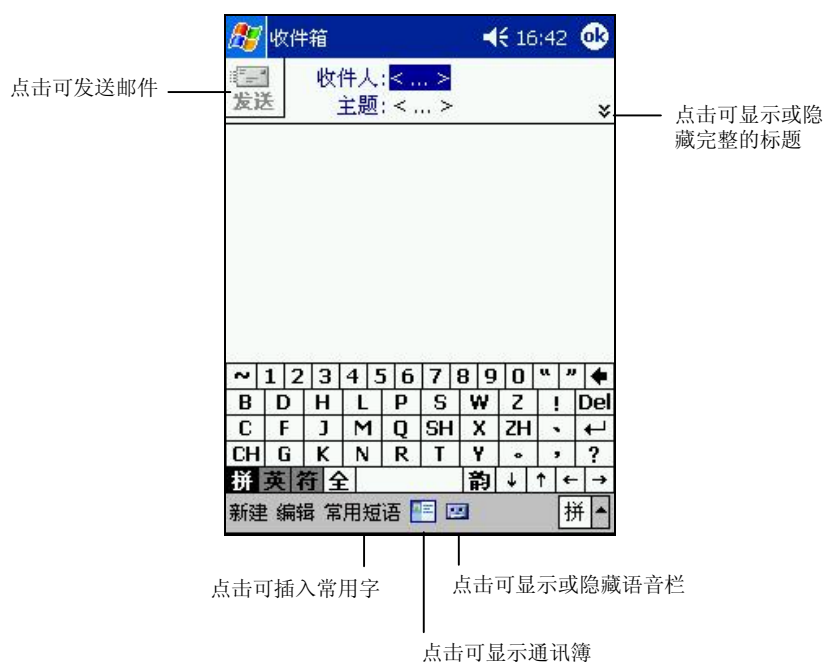 收件箱 16:42 ok
点击可发送邮件
发送
收件人: < ... >
主题: < ... >
点击可显示或隐
藏完整的标题
~ 1 2 3 4 5 6 7 8 9 0 “ ”
B D H L P S W Z ! Del
C F J M Q SH X ZH 、
CH G K N R T Y 。 , ?
拼 英 符 全 韵 ↓ ↑ ← →
新建 编辑 常用短语 拼
点击可插入常用字
点击可显示或隐藏语音栏
点击可显示通讯簿